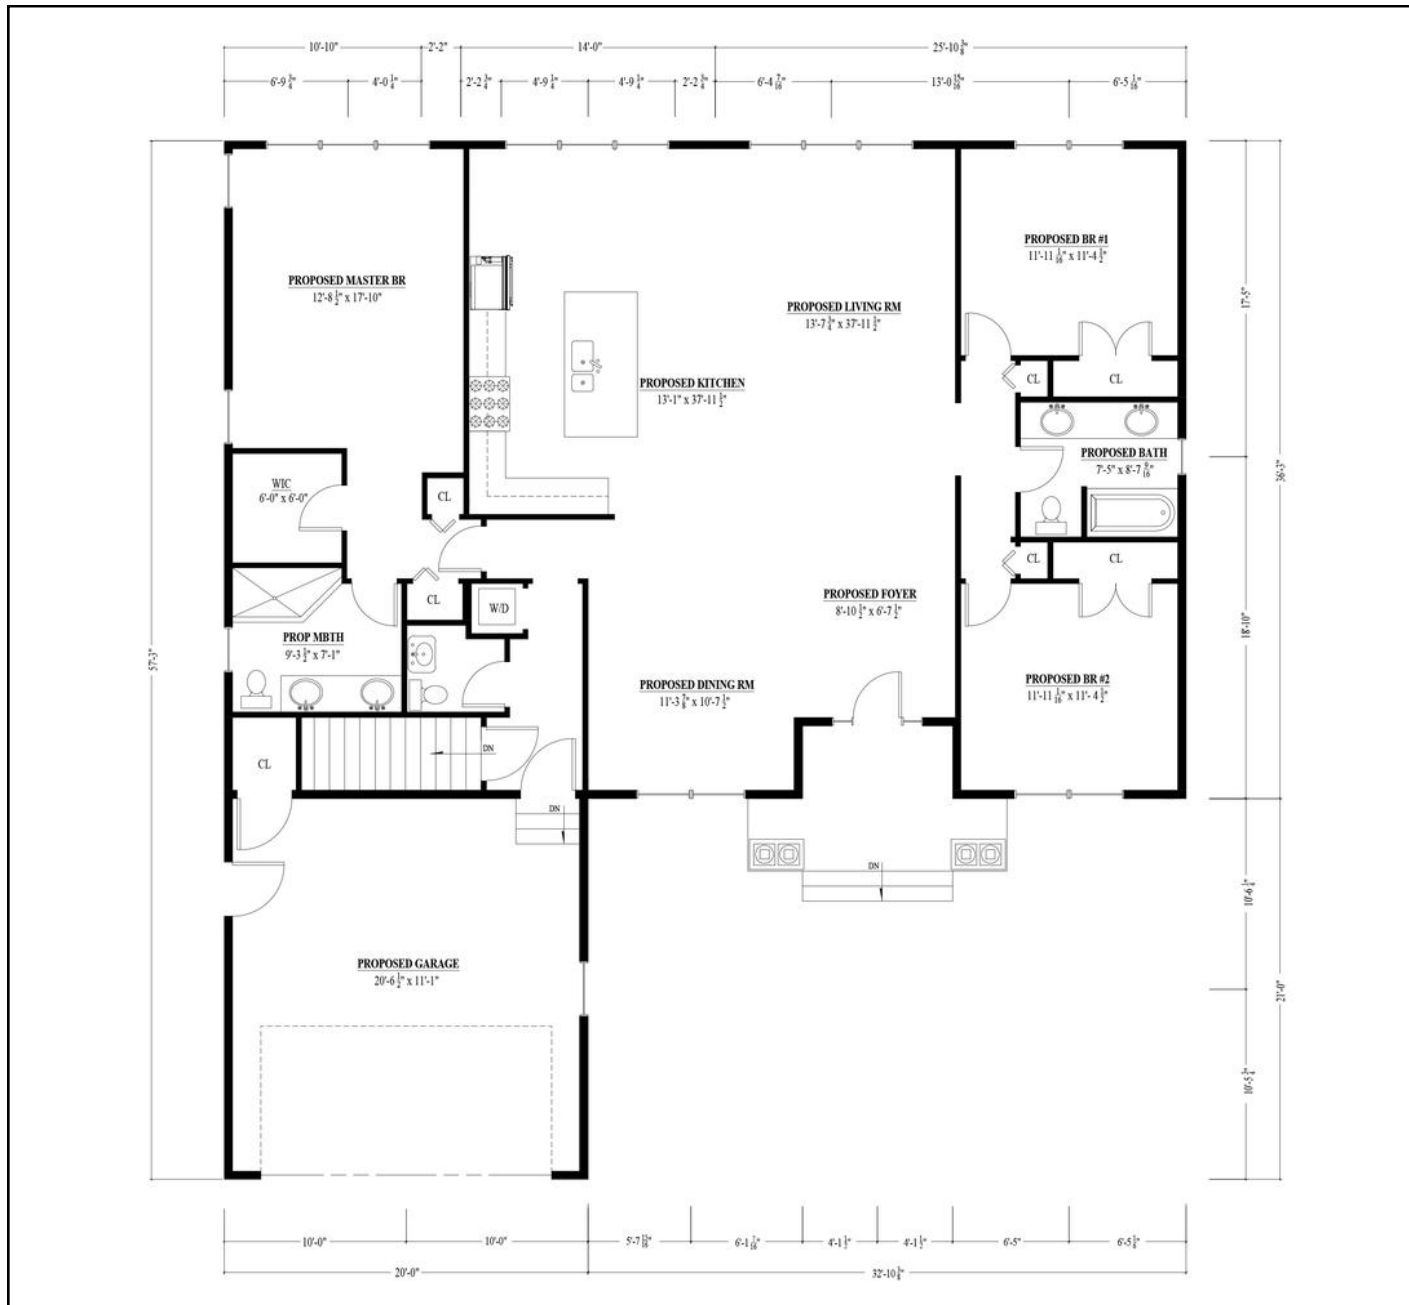 10'-10"
2'-2"
14'-0"
25'-10 3/8"
6'-9 3/4"
4'-0 1/4"
2'-2 3/4"
4'-9 1/4"
4'-9 1/4"
2'-2 3/4"
6'-4 7/16"
13'-0 15/16"
6'-5 1/16"
PROPOSED BR #1
11'-11 1/16" x 11'-4 1/2"
PROPOSED MASTER BR
12'-8 1/2" x 17'-10"
PROPOSED LIVING RM
13'-7 3/4" x 37'-11 1/2"
17'-5"
PROPOSED KITCHEN
13'-1" x 37'-11 1/2"
CL
CL
PROPOSED BATH
7'-5" x 8'-7 9/16"
36'-3"
WIC
6'-0" x 6'-0"
CL
CL
CL
CL
W/D
PROPOSED FOYER
8'-10 1/2" x 6'-7 1/2"
18'-10"
PROP MBTH
9'-3 1/2" x 7'-1"
57'-3"
PROPOSED DINING RM
11'-3 7/8" x 10'-7 1/2"
PROPOSED BR #2
11'-11 1/16" x 11'- 4 1/2"
DN
CL
DN
DN
10'-6 1/4"
PROPOSED GARAGE
20'-6 1/2" x 11'-1"
21'-0"
10'-5 3/4"
10'-0"
10'-0"
5'-7 13/16"
6'-1 7/16"
4'-1 1/2"
4'-1 1/2"
6'-5"
6'-5 5/8"
20'-0"
32'-10 3/8"